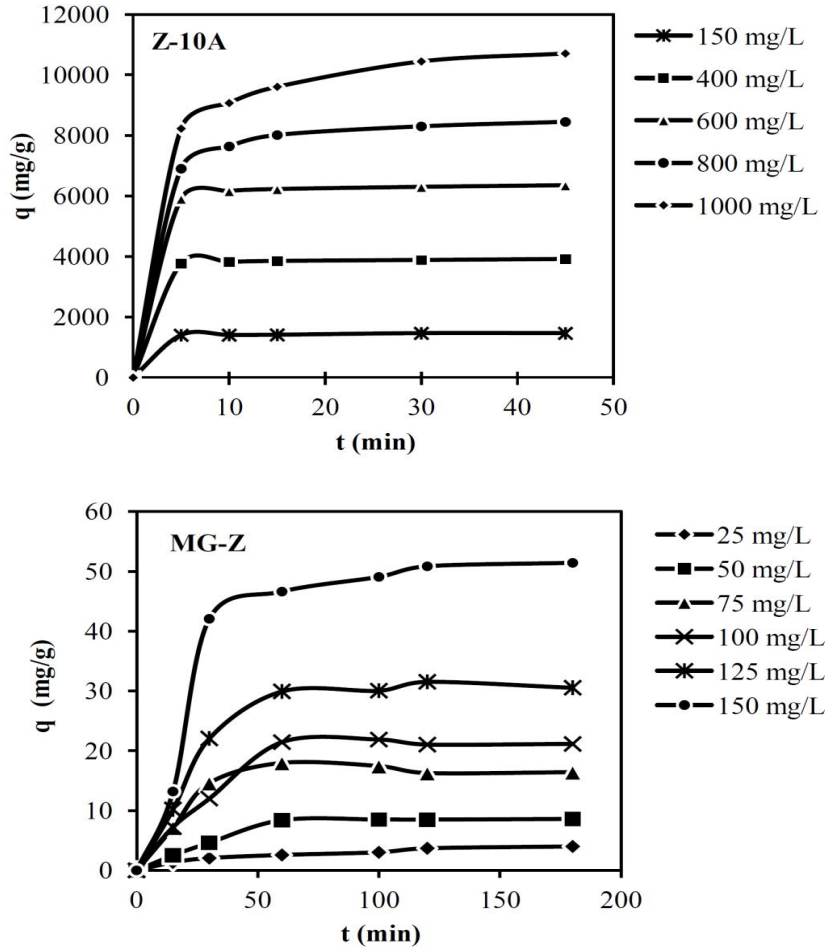 Z-10A
12000
10000
8000
6000
4000
2000
0
q (mg/g)
0 10 20 30 40 50
t (min)
150 mg/L
400 mg/L
600 mg/L
800 mg/L
1000 mg/L
MG-Z
60
50
40
30
20
10
0
q (mg/g)
0 50 100 150 200
t (min)
25 mg/L
50 mg/L
75 mg/L
100 mg/L
125 mg/L
150 mg/L